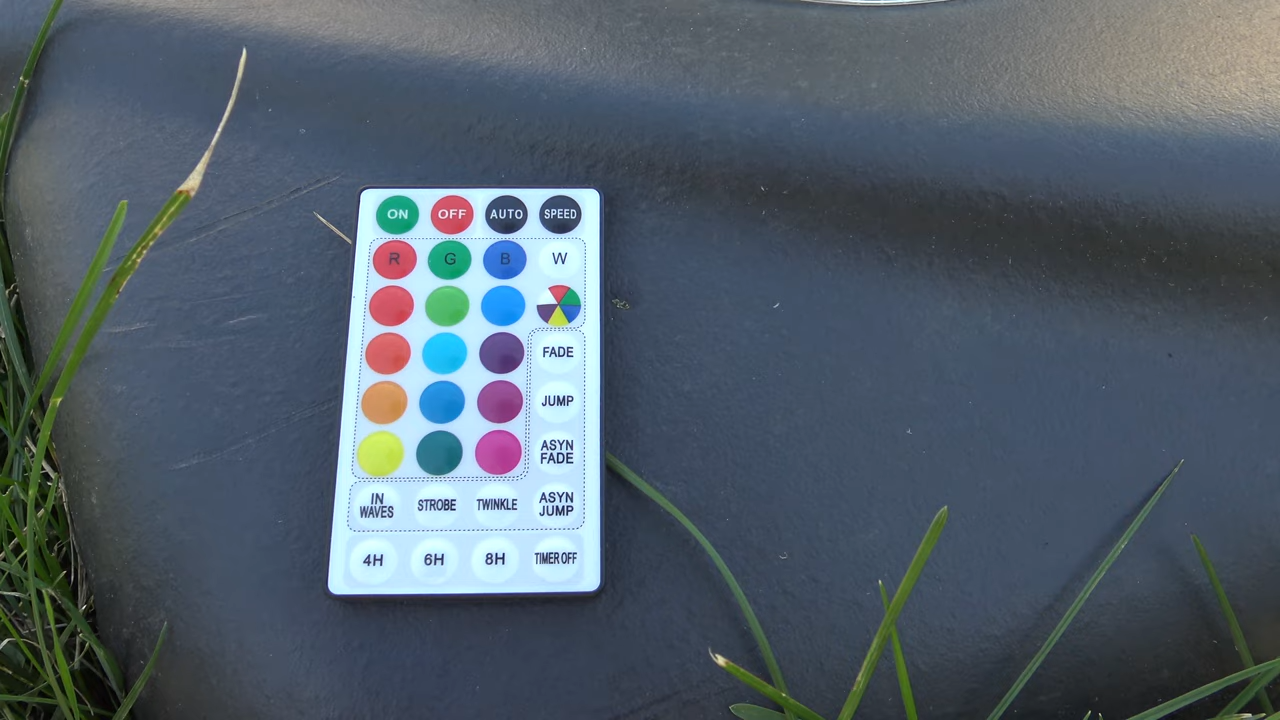 ON OFF AUTO SPEED
R G B W
FADE
JUMP
ASYN
FADE
IN
WAVES
STROBE
TWINKLE
ASYN
JUMP
4H 6H 8H TIMER OFF